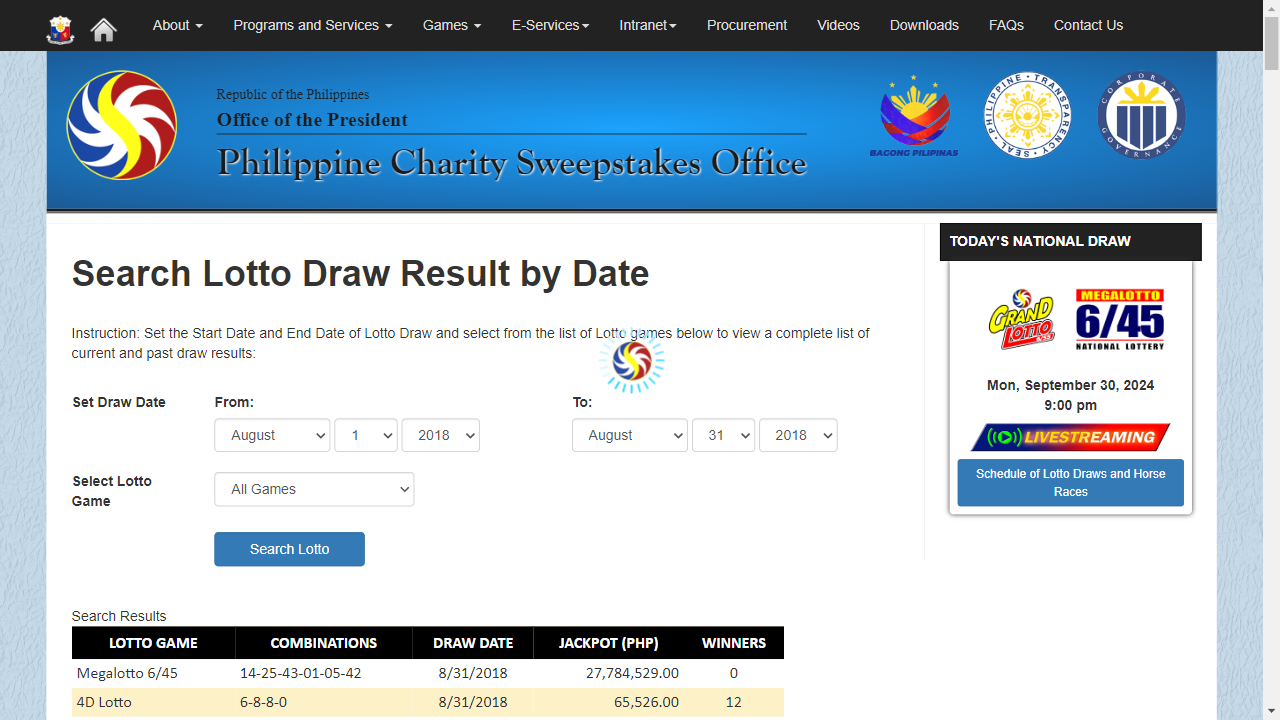 About
Programs and Services
Games
E-Services
Intranet
Procurement
Videos
Downloads
FAQs
Contact Us
Republic of the Philippines
Office of the President
Philippine Charity Sweepstakes Office
BAGONG PILIPINAS
PHILIPPINE TRANSPARENCY SEAL
CORPORATE GOVERNANCE
TODAY'S NATIONAL DRAW
GRAND LOTTO 6/55
MEGALOTTO
6/45
NATIONAL LOTTERY
Mon, September 30, 2024
9:00 pm
LIVESTREAMING
Schedule of Lotto Draws and Horse
Races
Search Lotto Draw Result by Date
Instruction: Set the Start Date and End Date of Lotto Draw and select from the list of Lotto games below to view a complete list of
current and past draw results:
Set Draw Date From: To:
August 1 2018 August 31 2018
Select Lotto
Game
All Games
Search Lotto
Search Results
LOTTO GAME COMBINATIONS DRAW DATE JACKPOT (PHP) WINNERS
Megalotto 6/45 14-25-43-01-05-42 8/31/2018 27,784,529.00 0
4D Lotto 6-8-8-0 8/31/2018 65,526.00 12